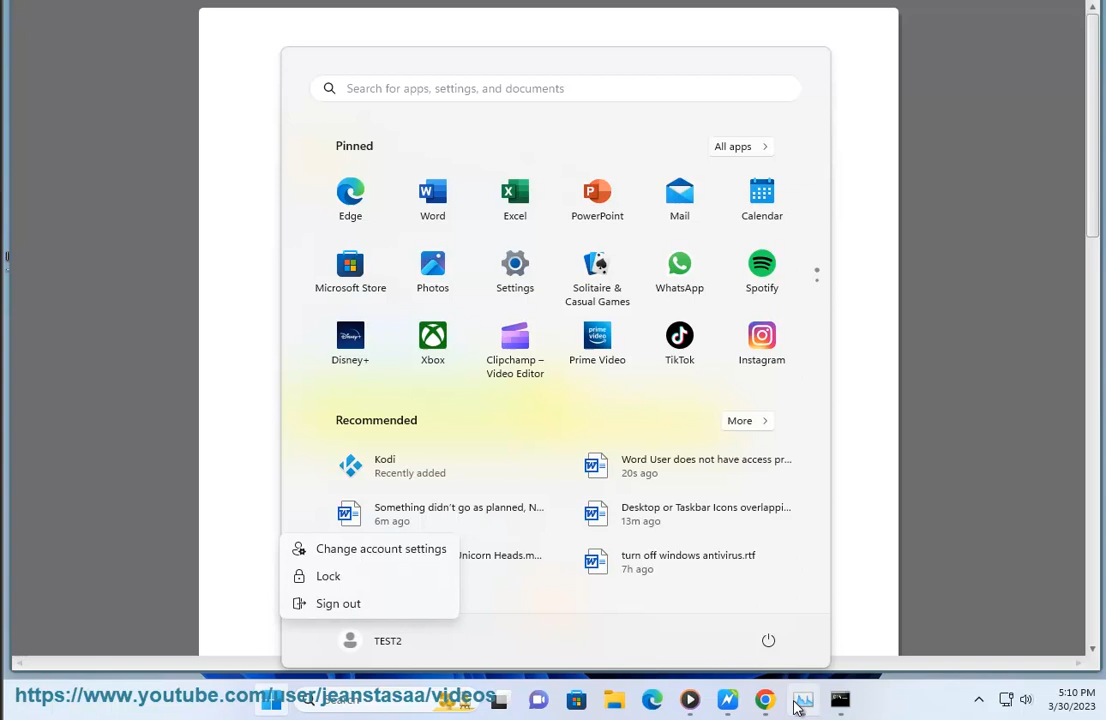 Search for apps, settings, and documents
Pinned
All apps
Edge
Word
Excel
PowerPoint
Mail
Calendar
Microsoft Store
Photos
Settings
Solitaire &
Casual Games
WhatsApp
Spotify
Disney+
Xbox
Clipchamp –
Video Editor
Prime Video
TikTok
Instagram
Recommended
More
Kodi
Recently added
Word User does not have access pr...
20s ago
Something didn't go as planned, N...
6m ago
Desktop or Taskbar Icons overlappi...
13m ago
Unicorn Heads.m...
turn off windows antivirus.rtf
7h ago
Change account settings
Lock
Sign out
TEST2
https://www.youtube.com/user/jeanstasaa/videos
Search
5:10 PM
3/30/2023